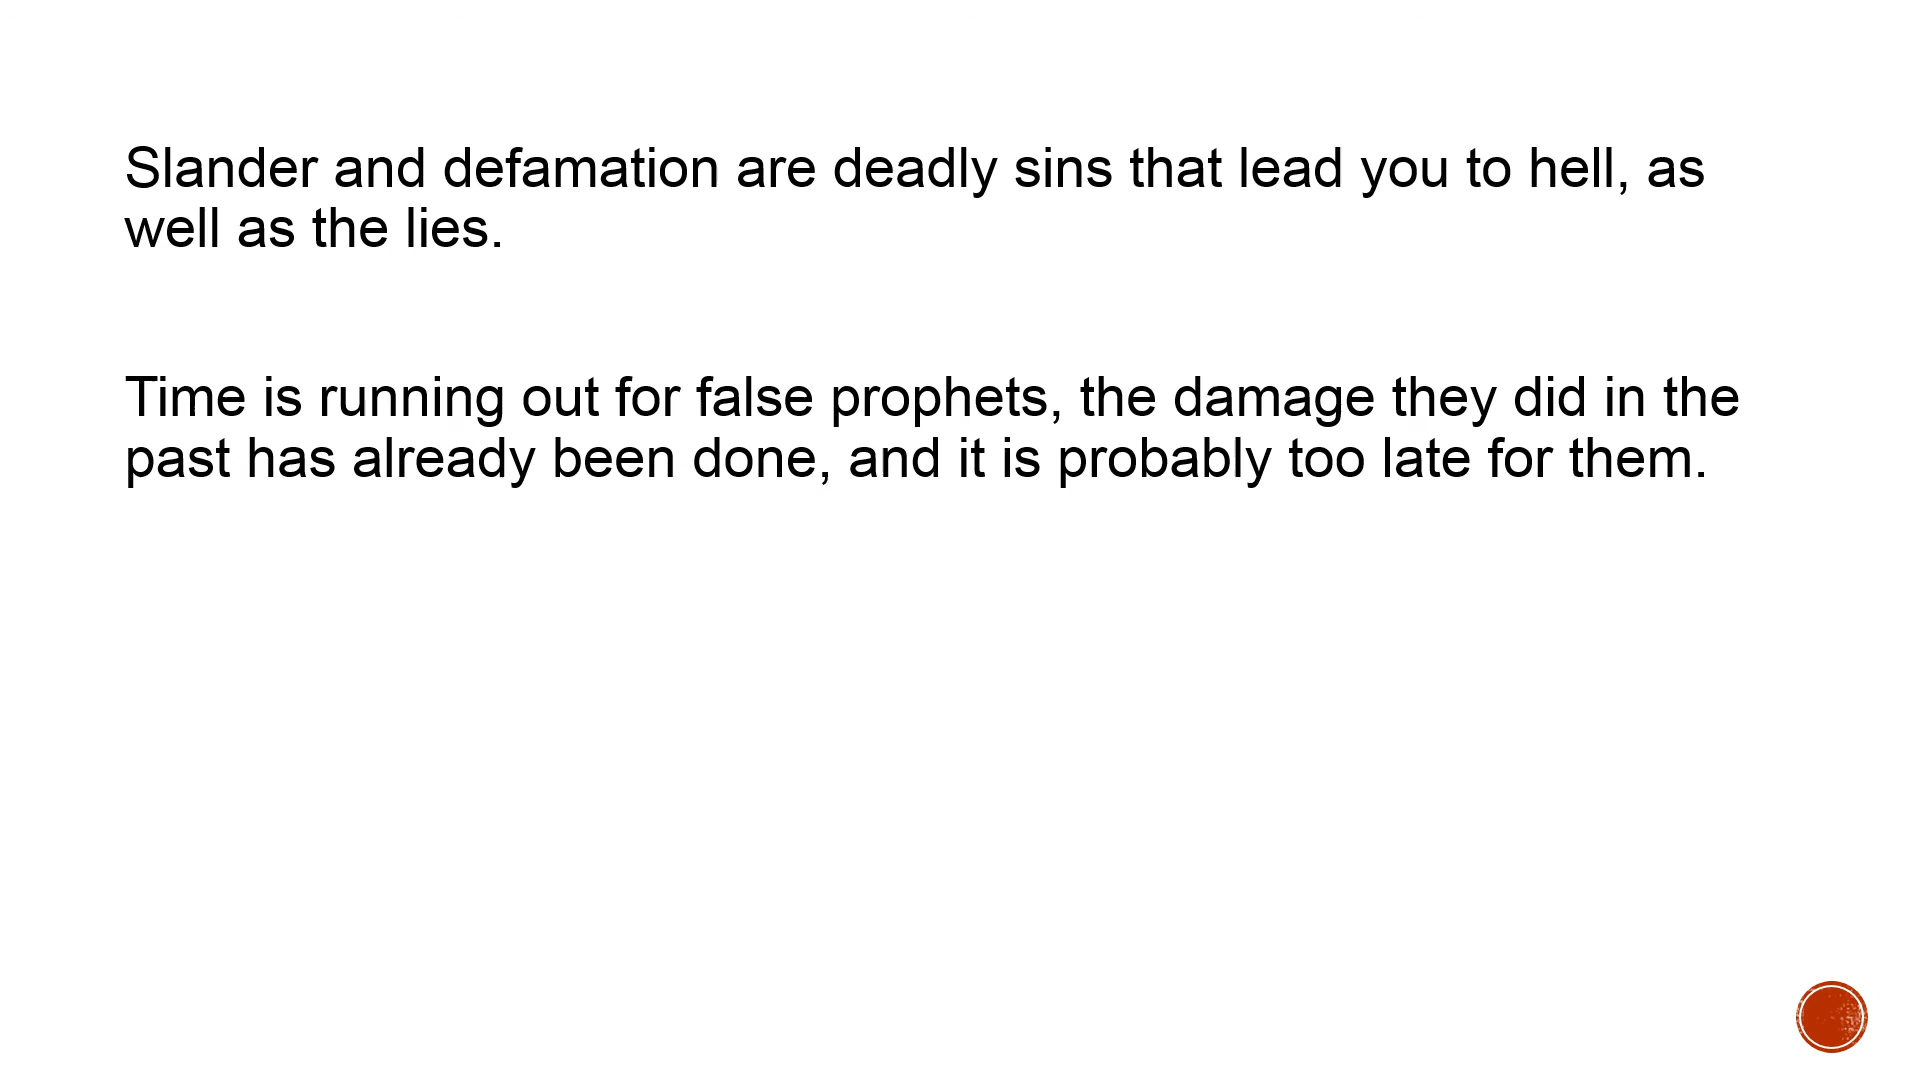 Slander and defamation are deadly sins that lead you to hell, as
well as the lies.
Time is running out for false prophets, the damage they did in the
past has already been done, and it is probably too late for them.